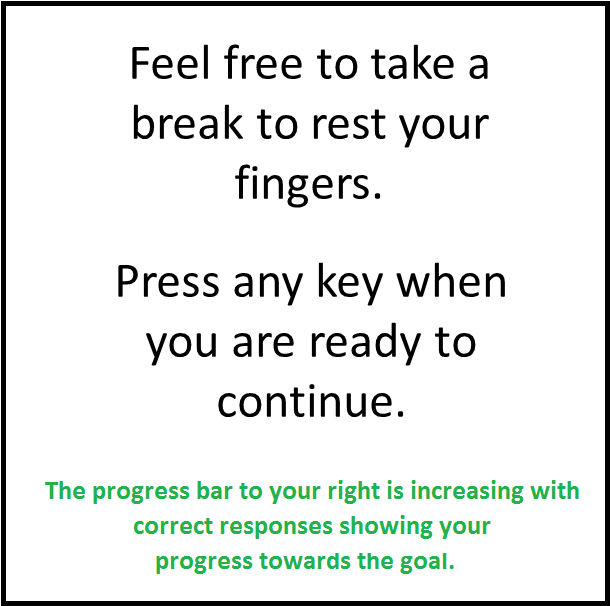 Feel free to take a
break to rest your
fingers.
Press any key when
you are ready to
continue.
The progress bar to your right is increasing with
correct responses showing your
progress towards the goal.